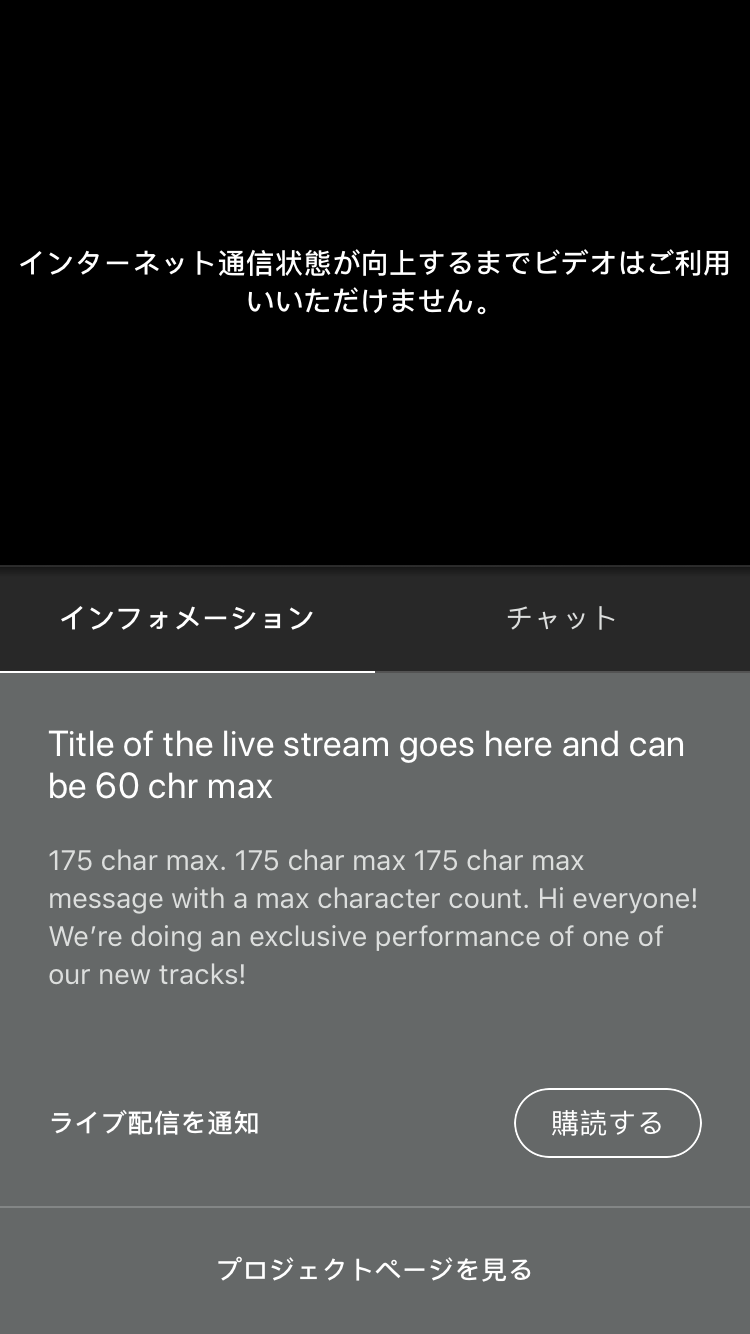 インターネット通信状態が向上するまでビデオはご利用
いいただけません。
インフォメーション
チャット
Title of the live stream goes here and can
be 60 chr max
175 char max. 175 char max 175 char max
message with a max character count. Hi everyone!
We’re doing an exclusive performance of one of
our new tracks!
ライブ配信を通知
購読する
プロジェクトページを見る